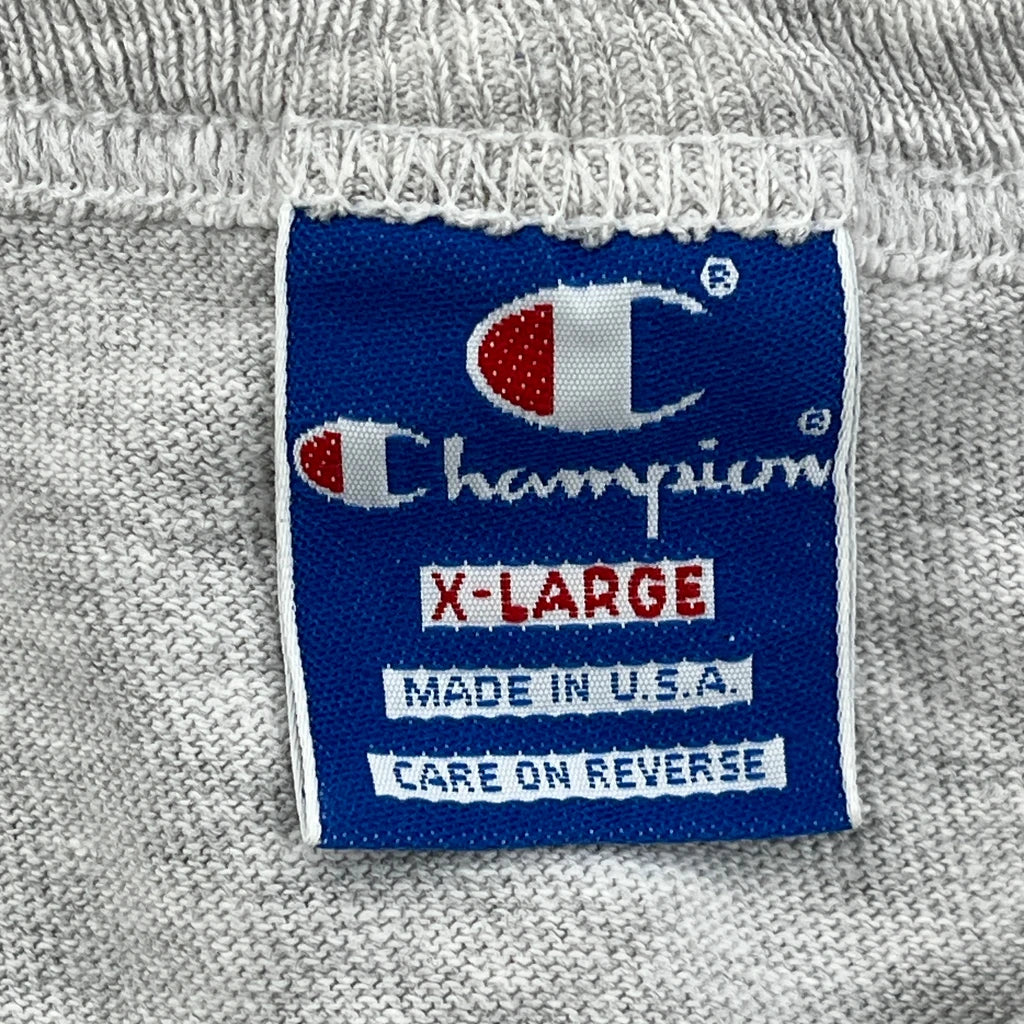 ®
Champion®
X-LARGE
MADE IN U.S.A.
CARE ON REVERSE